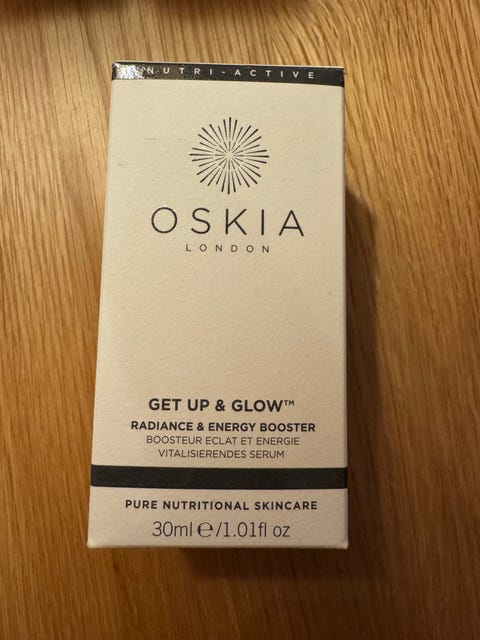 NUTRI-ACTIVE
OSKIA
LONDON
GET UP & GLOW™
RADIANCE & ENERGY BOOSTER
BOOSTEUR ECLAT ET ENERGIE
VITALISIERENDES SERUM
PURE NUTRITIONAL SKINCARE
30ml ℮/1.01fl oz